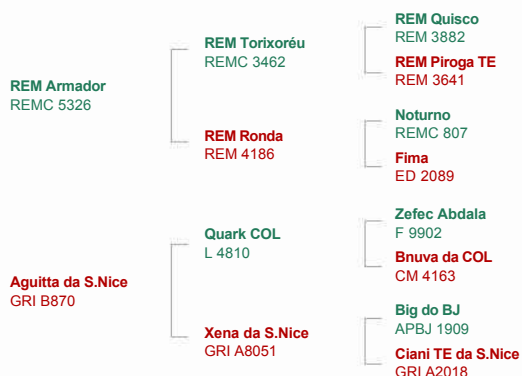 REM Armador
REMC 5326
REM Torixoréu
REMC 3462
REM Quisco
REM 3882
REM Piroga TE
REM 3641
REM Ronda
REM 4186
Noturno
REMC 807
Fima
ED 2089
Aguitta da S.Nice
GRI B870
Quark COL
L 4810
Zefec Abdala
F 9902
Bnuva da COL
CM 4163
Xena da S.Nice
GRI A8051
Big do BJ
APBJ 1909
Ciani TE da S.Nice
GRI A2018